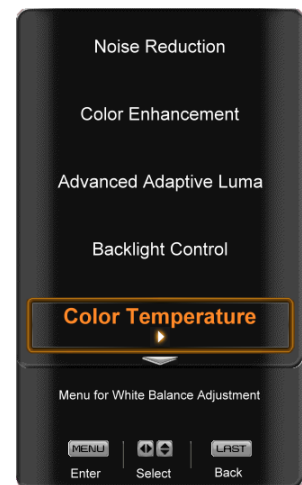 Noise Reduction
Color Enhancement
Advanced Adaptive Luma
Backlight Control
Color Temperature
Menu for White Balance Adjustment
MENU LAST
Enter Select Back